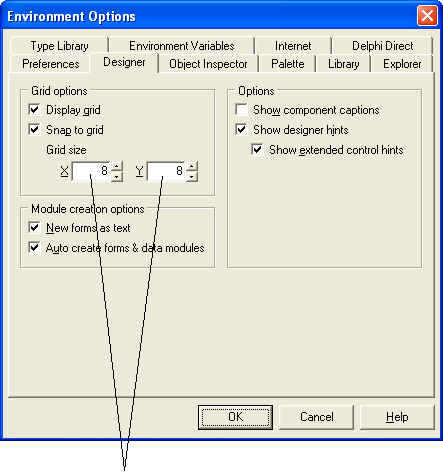 Environment Options
Type Library Environment Variables Internet Delphi Direct
Preferences Designer Object Inspector Palette Library Explorer
Grid options
Display grid
Snap to grid
Grid size
X 8 Y 8
Module creation options
New forms as text
Auto create forms & data modules
Options
Show component captions
Show designer hints
Show extended control hints
OK Cancel Help